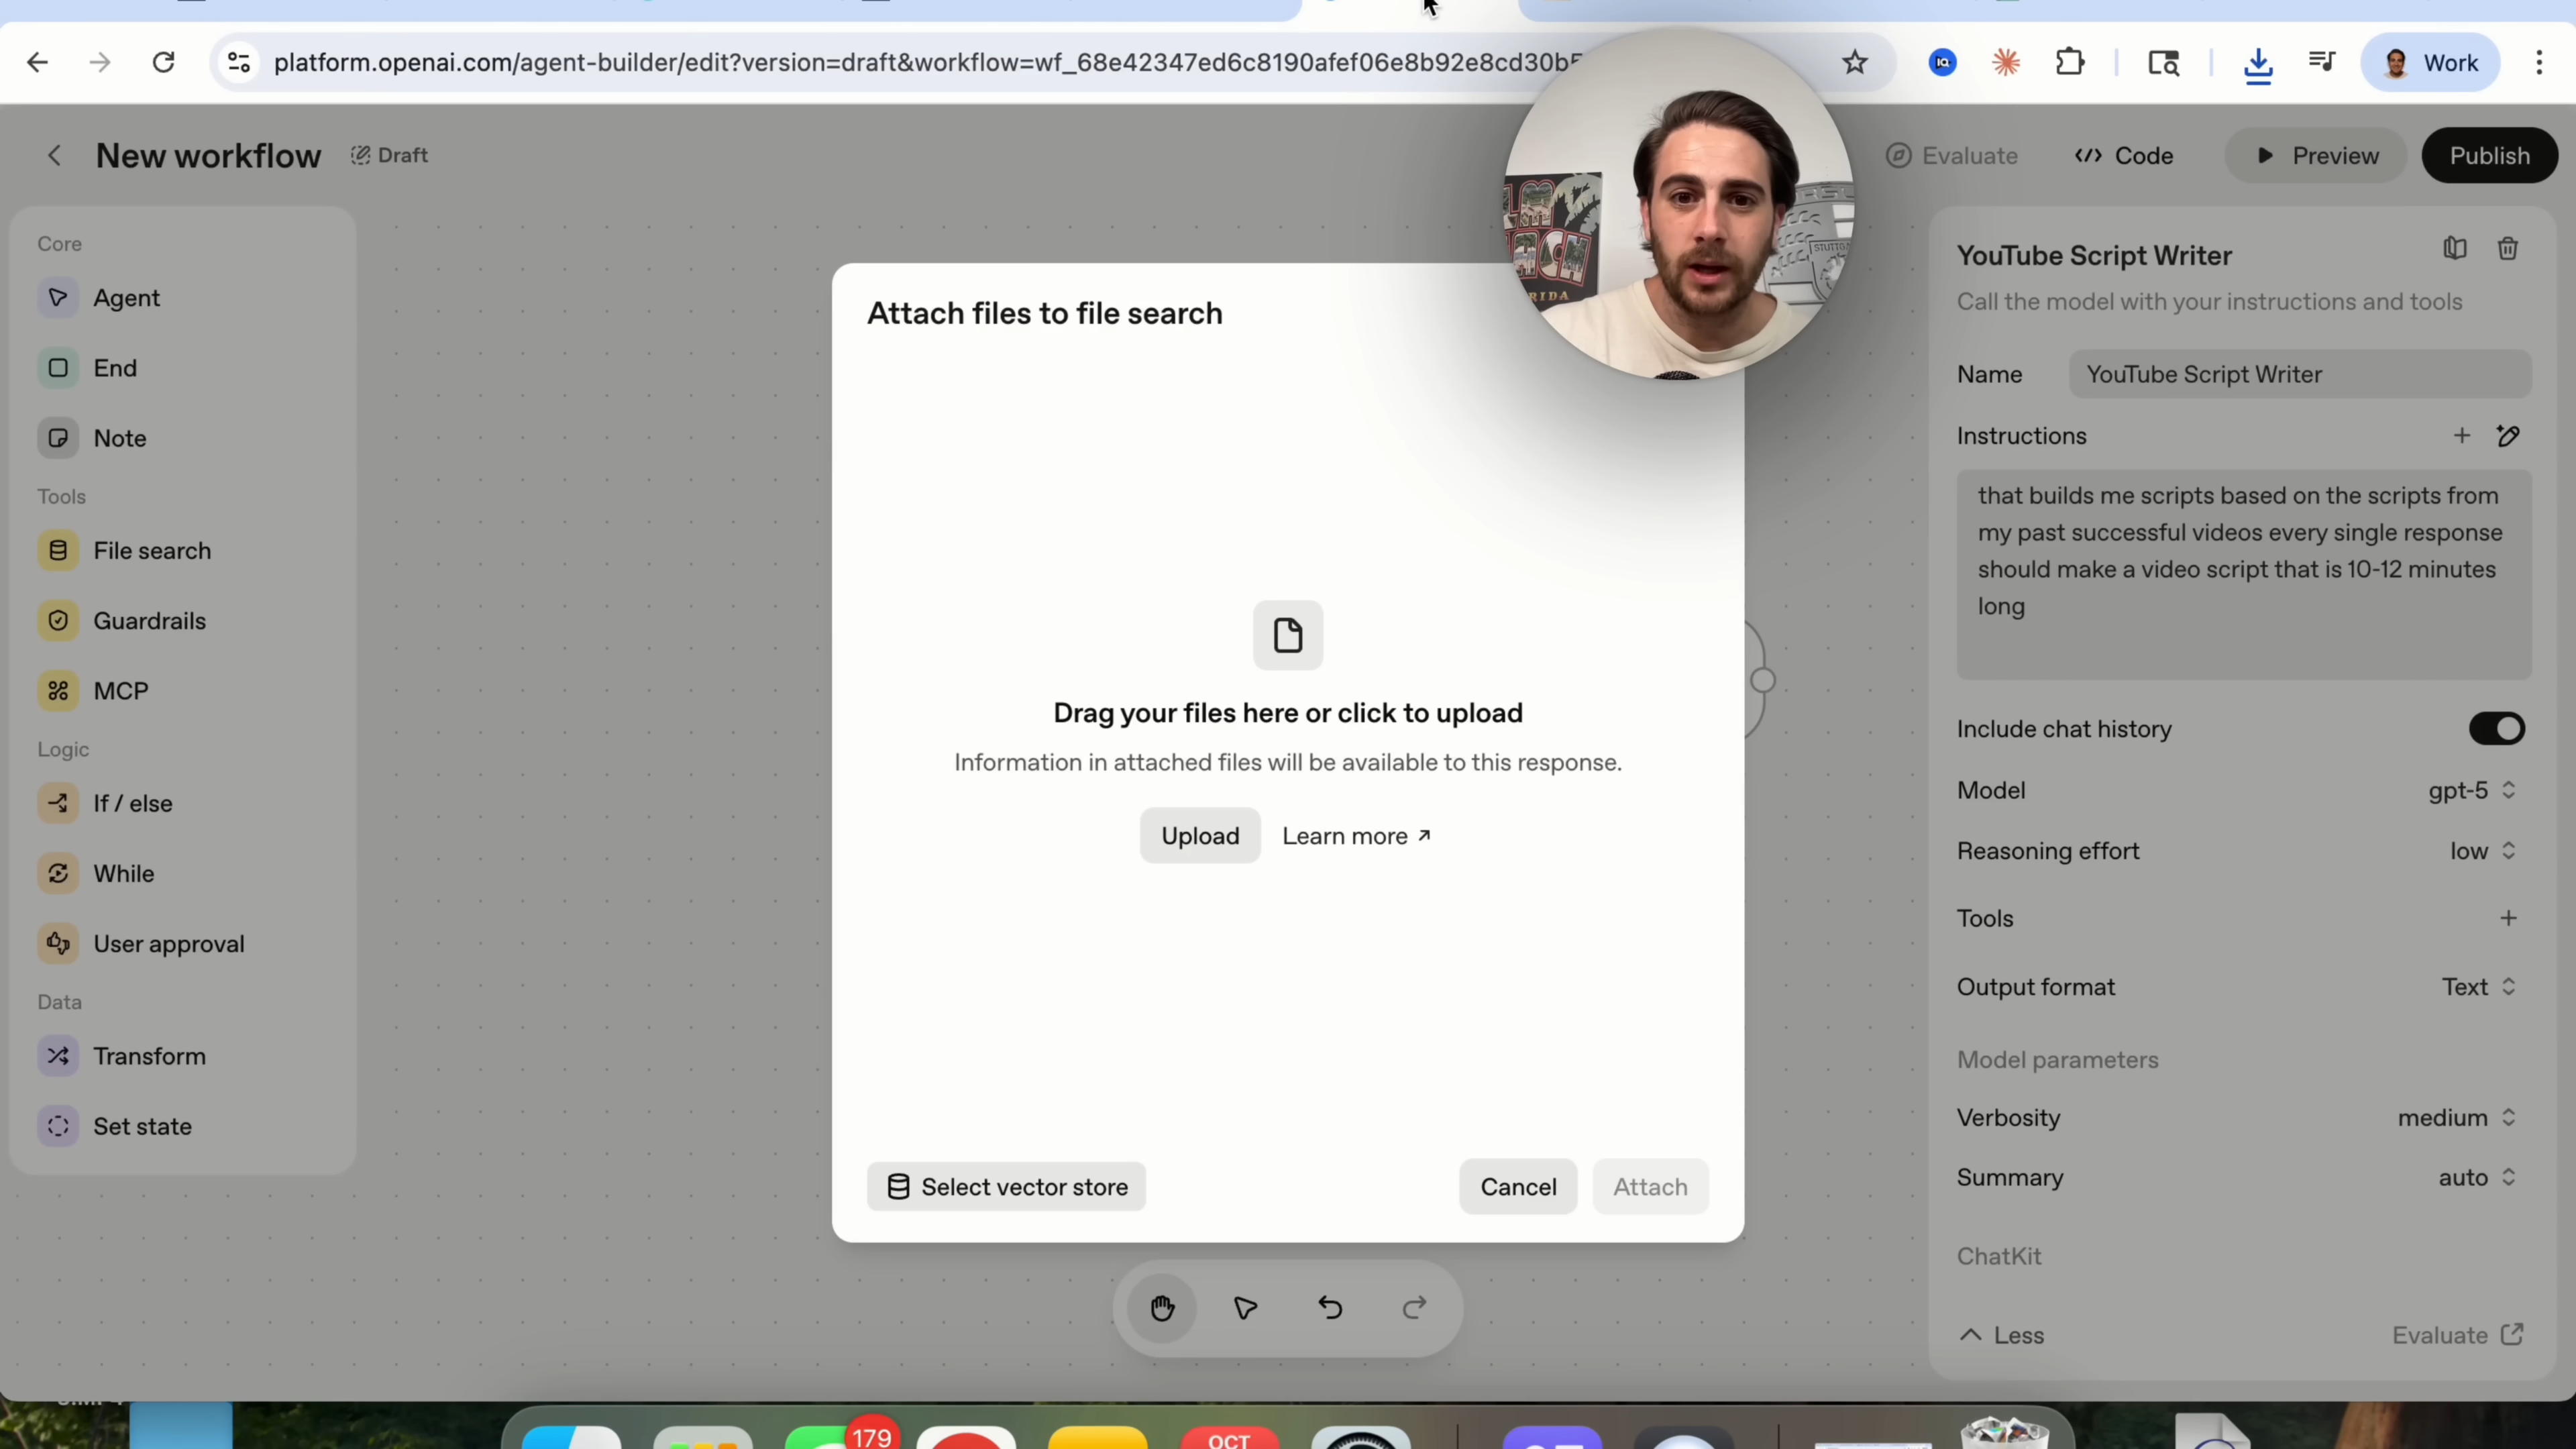 platform.openai.com/agent-builder/edit?version=draft&workflow=wf_68e42347ed6c8190afef06e8b92e8cd30b5
Work
New workflow
Draft
Evaluate
Code
Preview
Publish
Core
Agent
End
Note
Tools
File search
Guardrails
MCP
Logic
If / else
While
User approval
Data
Transform
Set state
Attach files to file search
Drag your files here or click to upload
Information in attached files will be available to this response.
Upload
Learn more
Select vector store
Cancel
Attach
YouTube Script Writer
Call the model with your instructions and tools
Name
YouTube Script Writer
Instructions
that builds me scripts based on the scripts from
my past successful videos every single response
should make a video script that is 10-12 minutes
long
Include chat history
Model
gpt-5
Reasoning effort
low
Tools
Output format
Text
Model parameters
Verbosity
medium
Summary
auto
ChatKit
Less
Evaluate
179
OCT